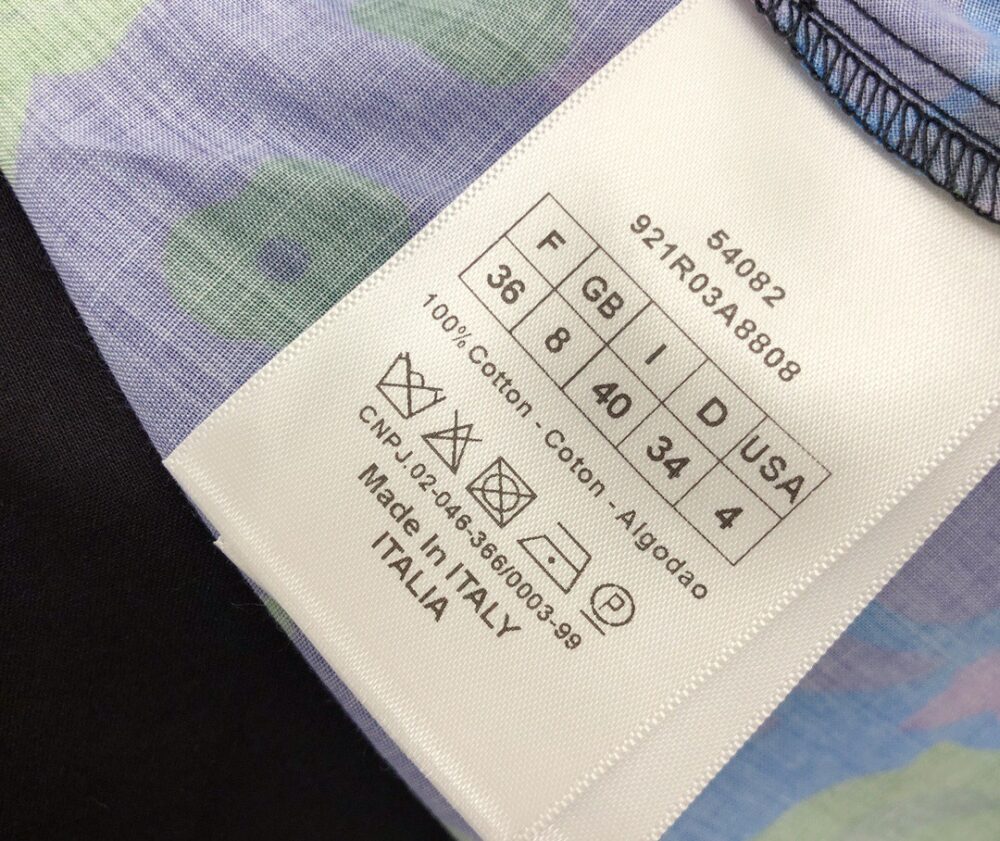 54082
921R03A8808
F GB I D USA
36 8 40 34 4
100% Cotton - Coton - Algodao
P
CNPJ.02-046-366/0003-99
Made In ITALY
ITALIA